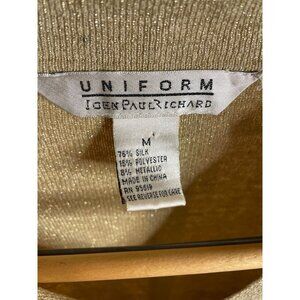 UNIFORM
JOHN PAUL RICHARD
M
76% SILK
16% POLYESTER
8% METALLIC
MADE IN CHINA
RN 95619
SEE REVERSE FOR CARE